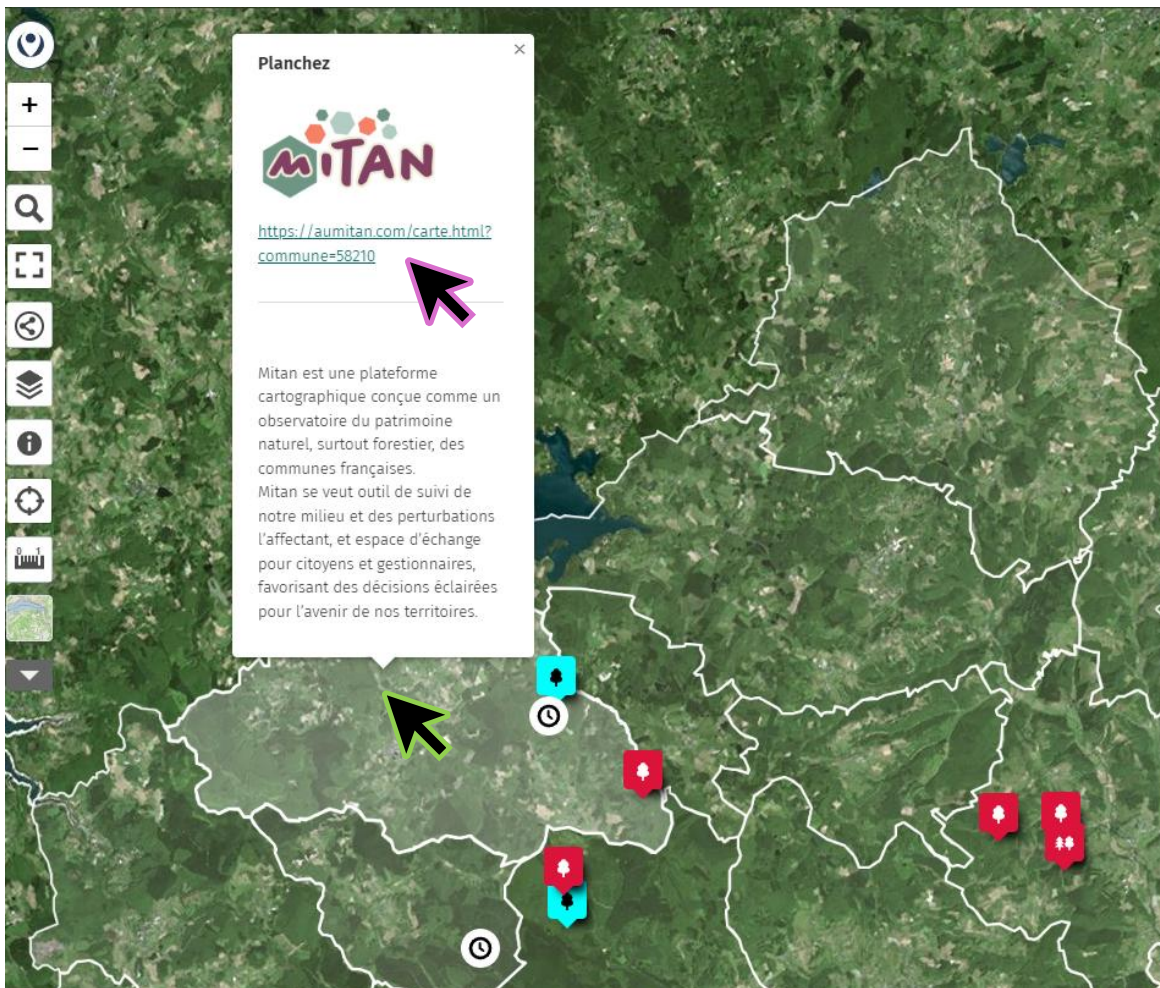 Planchez
×
MiTAN
https://aumitan.com/carte.html?
commune=58210
Mitan est une plateforme
cartographique conçue comme un
observatoire du patrimoine
naturel, surtout forestier, des
communes françaises.
Mitan se veut outil de suivi de
notre milieu et des perturbations
l’affectant, et espace d’échange
pour citoyens et gestionnaires,
favorisant des décisions éclairées
pour l’avenir de nos territoires.
+
−
0 1